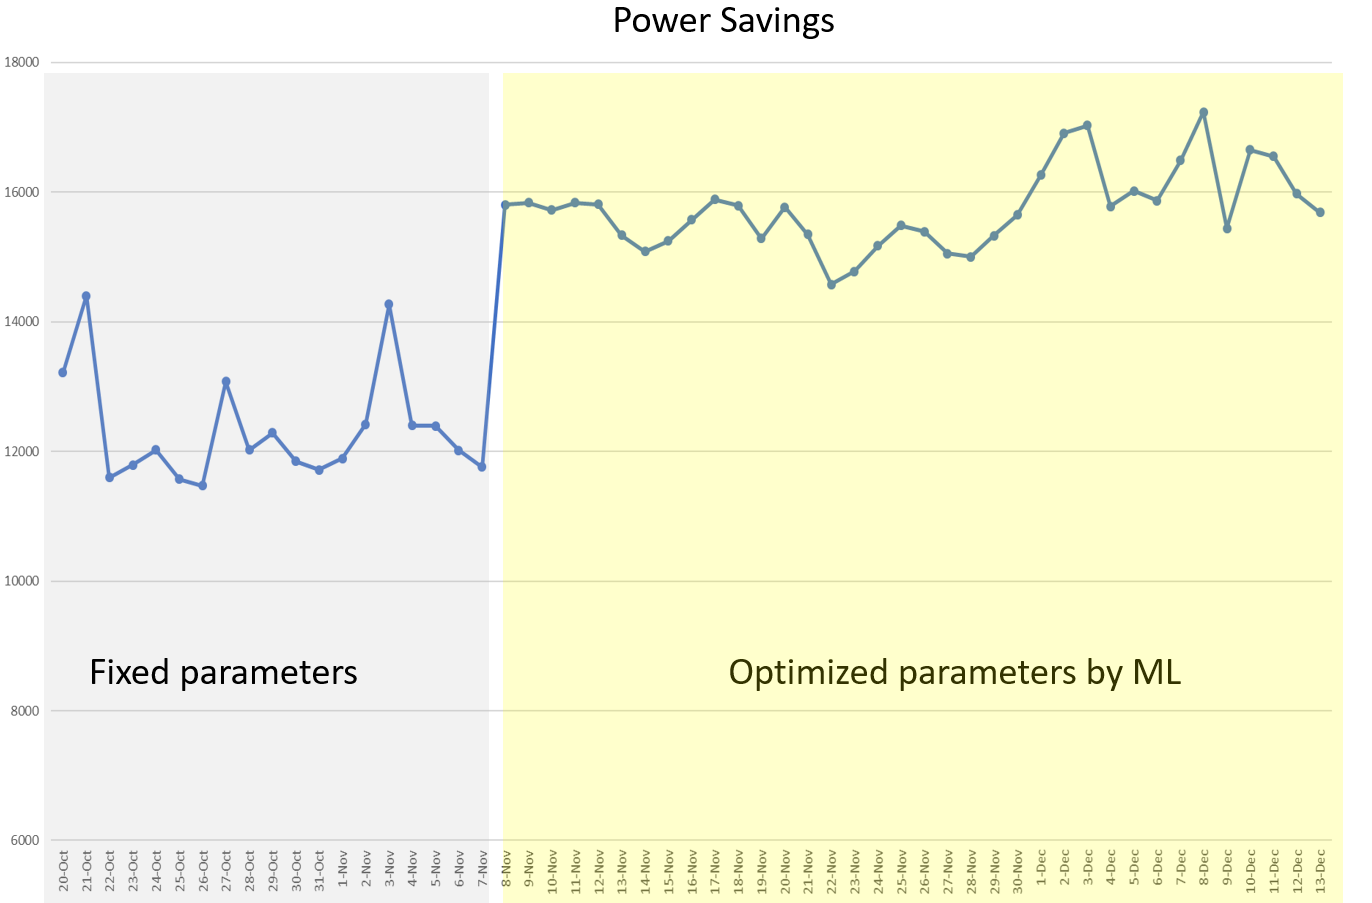 Power Savings
18000
16000
14000
12000
10000
8000
6000
Fixed parameters
Optimized parameters by ML
20-Oct
21-Oct
22-Oct
23-Oct
24-Oct
25-Oct
26-Oct
27-Oct
28-Oct
29-Oct
30-Oct
31-Oct
1-Nov
2-Nov
3-Nov
4-Nov
5-Nov
6-Nov
7-Nov
8-Nov
9-Nov
10-Nov
11-Nov
12-Nov
13-Nov
14-Nov
15-Nov
16-Nov
17-Nov
18-Nov
19-Nov
20-Nov
21-Nov
22-Nov
23-Nov
24-Nov
25-Nov
26-Nov
27-Nov
28-Nov
29-Nov
30-Nov
1-Dec
2-Dec
3-Dec
4-Dec
5-Dec
6-Dec
7-Dec
8-Dec
9-Dec
10-Dec
11-Dec
12-Dec
13-Dec